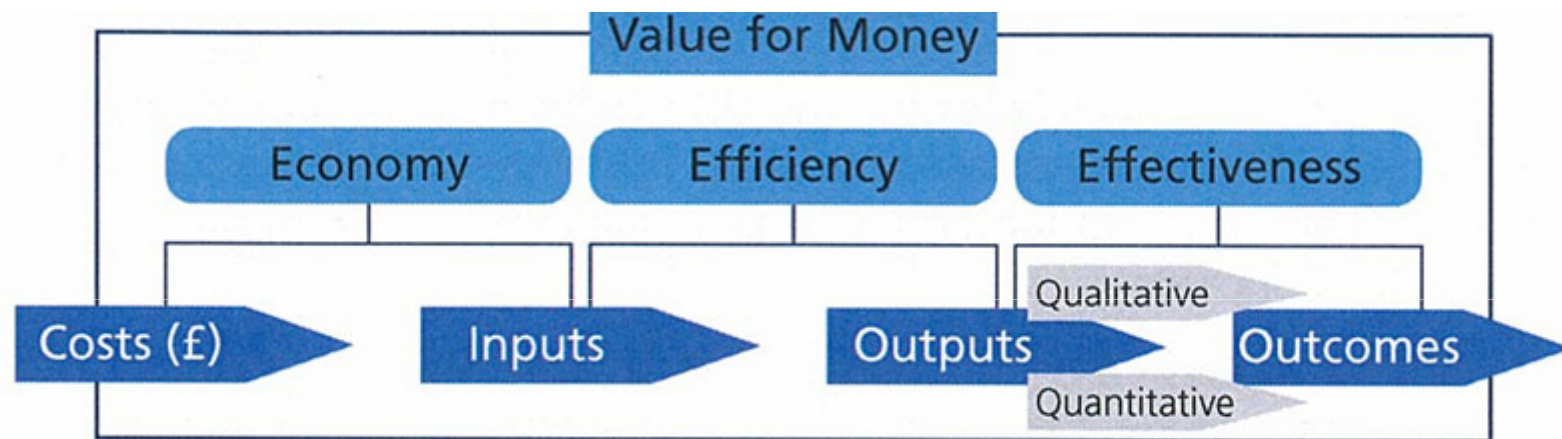 Value for Money
Economy
Efficiency
Effectiveness
Qualitative
Costs (£)
Inputs
Outputs
Outcomes
Quantitative